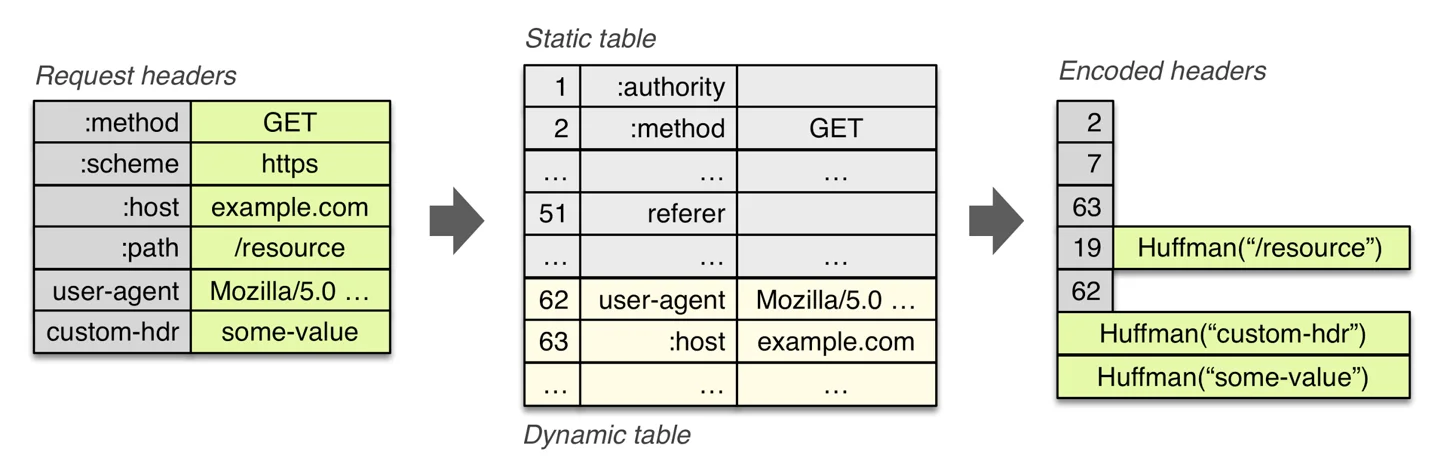 Request headers
:method GET
:scheme https
:host example.com
:path /resource
user-agent Mozilla/5.0 …
custom-hdr some-value
Static table
1 :authority
2 :method GET
… … …
51 referer
… … …
62 user-agent Mozilla/5.0 …
63 :host example.com
… … …
Dynamic table
Encoded headers
2
7
63
19 Huffman(“/resource”)
62
Huffman(“custom-hdr”)
Huffman(“some-value”)